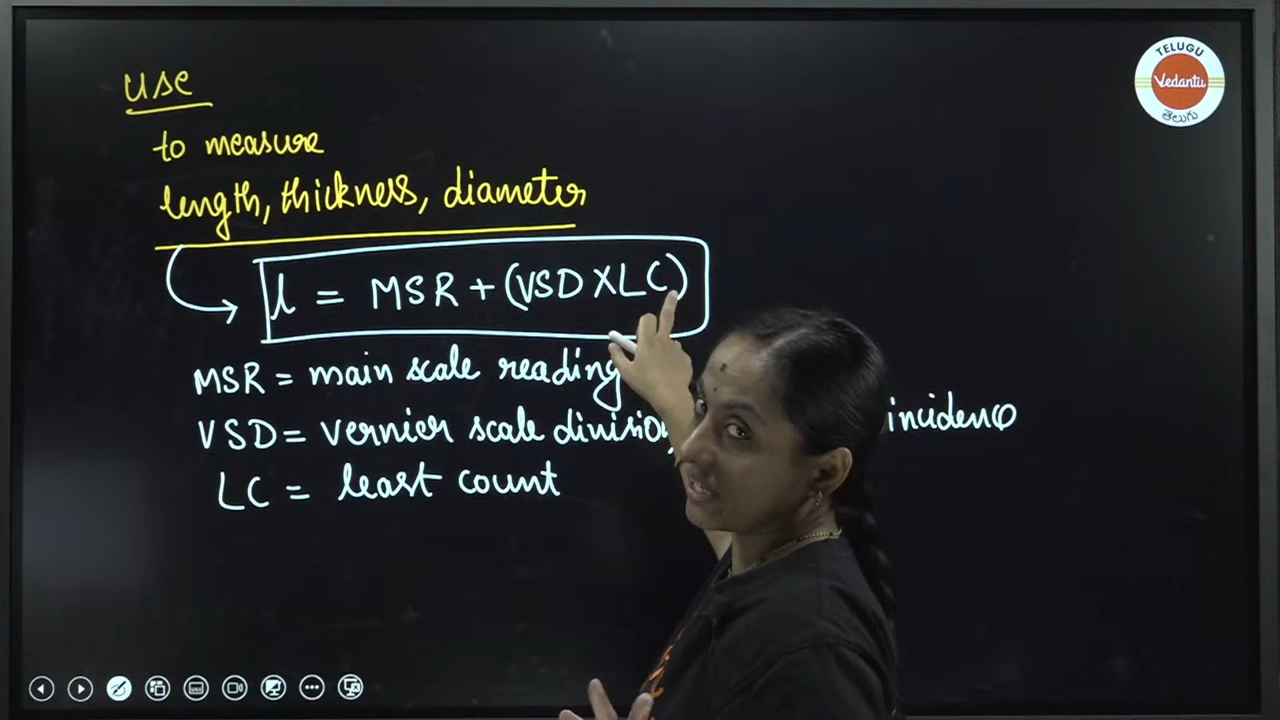 use
to measure
length, thickness, diameter
l = MSR + (VSD X LC)
MSR = main scale reading
VSD = vernier scale division incidence
LC = least count
TELUGU
Vedantu
తెలుగు